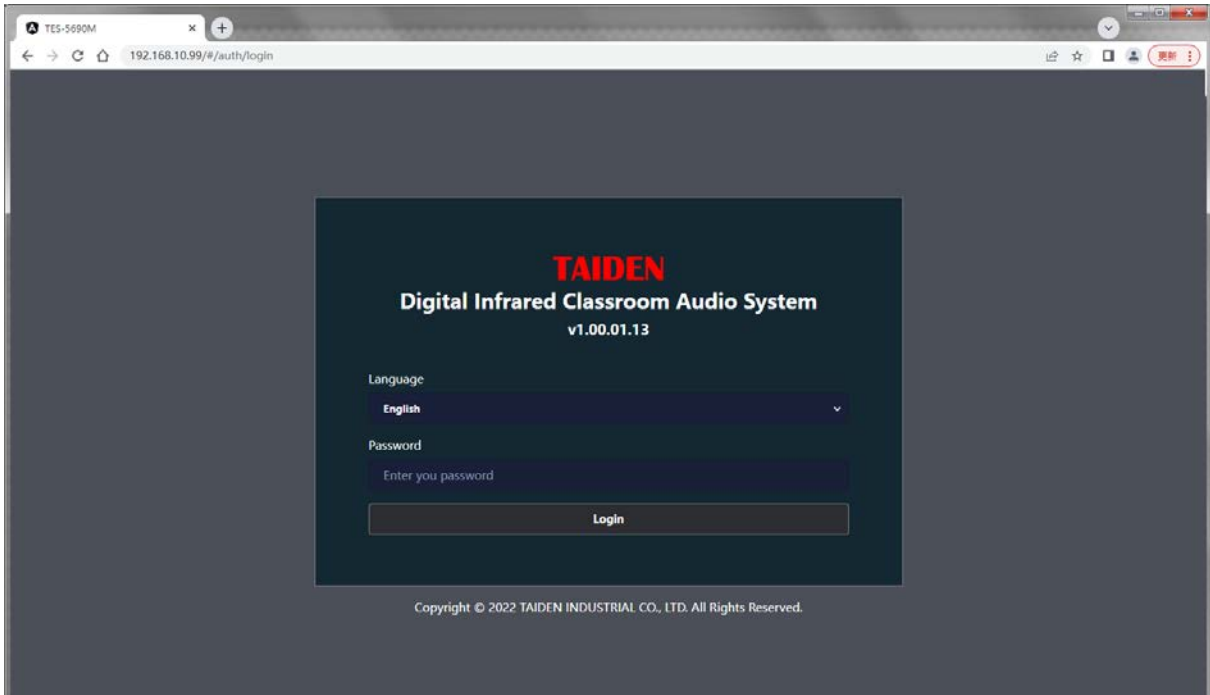 TES-5690M
192.168.10.99/#/auth/login
更新
TAIDEN
Digital Infrared Classroom Audio System
v1.00.01.13
Language
English
Password
Enter you password
Login
Copyright © 2022 TAIDEN INDUSTRIAL CO., LTD. All Rights Reserved.